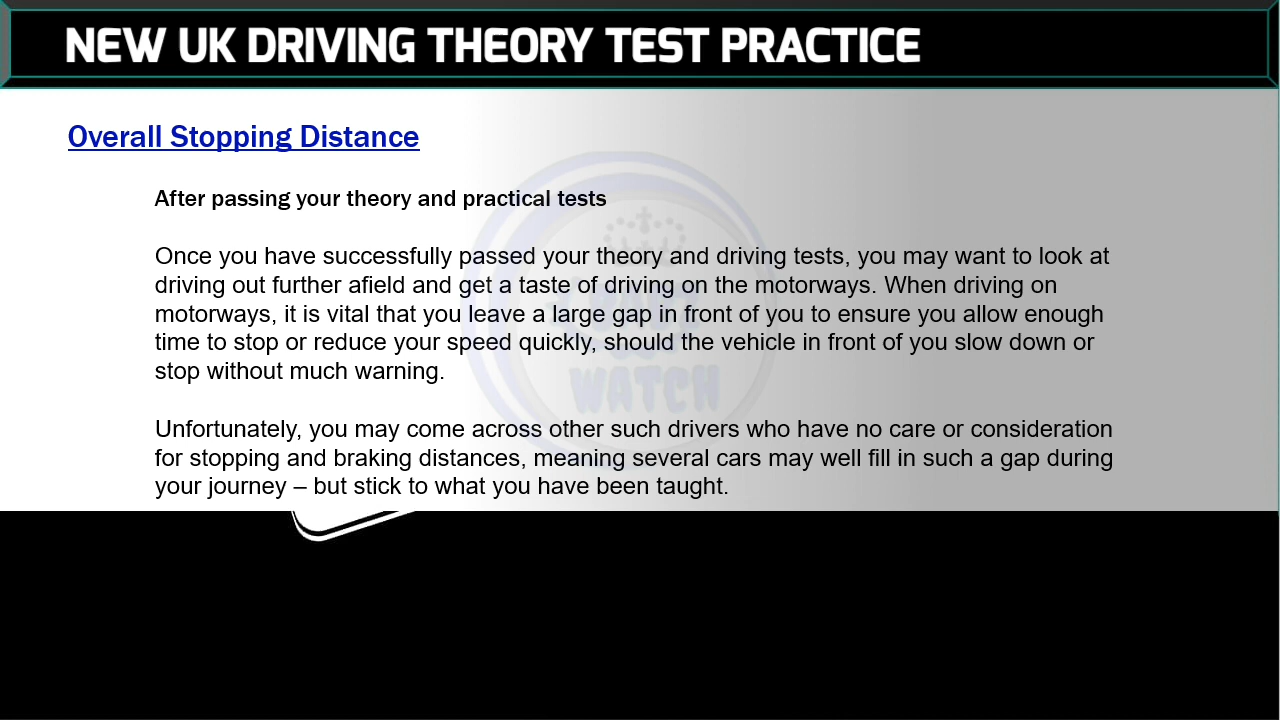 NEW UK DRIVING THEORY TEST PRACTICE
Overall Stopping Distance
After passing your theory and practical tests
Once you have successfully passed your theory and driving tests, you may want to look at
driving out further afield and get a taste of driving on the motorways. When driving on
motorways, it is vital that you leave a large gap in front of you to ensure you allow enough
time to stop or reduce your speed quickly, should the vehicle in front of you slow down or
stop without much warning.
Unfortunately, you may come across other such drivers who have no care or consideration
for stopping and braking distances, meaning several cars may well fill in such a gap during
your journey – but stick to what you have been taught.
WATCH